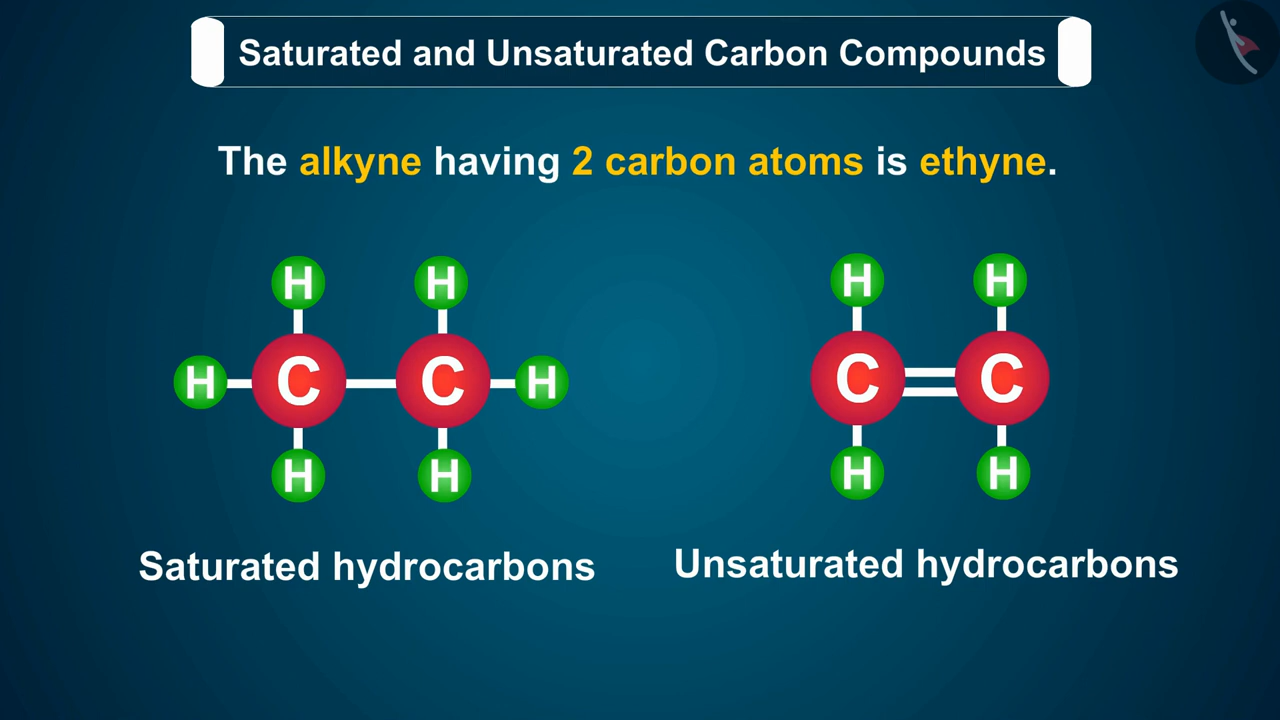 Saturated and Unsaturated Carbon Compounds
The alkyne having 2 carbon atoms is ethyne.
H H H H
H C C H C C
H H H H
Saturated hydrocarbons Unsaturated hydrocarbons